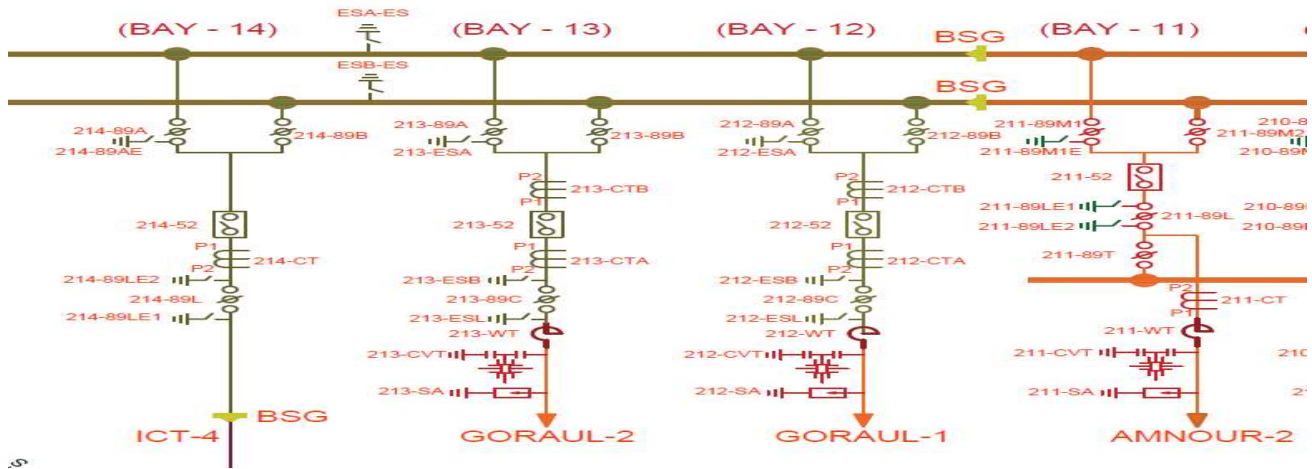 ESA-ES
(BAY - 14)
(BAY - 13)
(BAY - 12)
BSG
(BAY - 11)
ESB-ES
BSG
214-89A
214-89B
214-89AE
213-89A
213-89B
213-ESA
212-89A
212-89B
212-ESA
211-89M1
211-89M2
211-89M1E
P2
213-CTB
P1
P2
212-CTB
P1
211-52
214-52
213-52
212-52
211-89LE1
211-89L
211-89LE2
P1
214-CT
P2
P1
213-CTA
P2
P1
212-CTA
P2
211-89T
214-89LE2
213-ESB
212-ESB
214-89L
213-89C
212-89C
P2
211-CT
P1
214-89LE1
213-ESL
212-ESL
213-WT
212-WT
211-WT
213-CVT
212-CVT
211-CVT
213-SA
212-SA
211-SA
BSG
ICT-4
GORAUL-2
GORAUL-1
AMNOUR-2